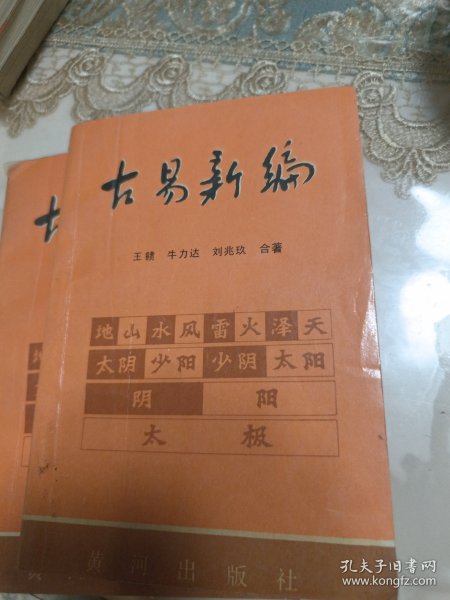 古易新编
王赣 牛力达 刘兆玖 合著
地山水风雷火泽天
太阴少阳少阴太阳
阴阳
太极
黄河出版社
古
黄
孔夫子旧书网
www.kongfz.com